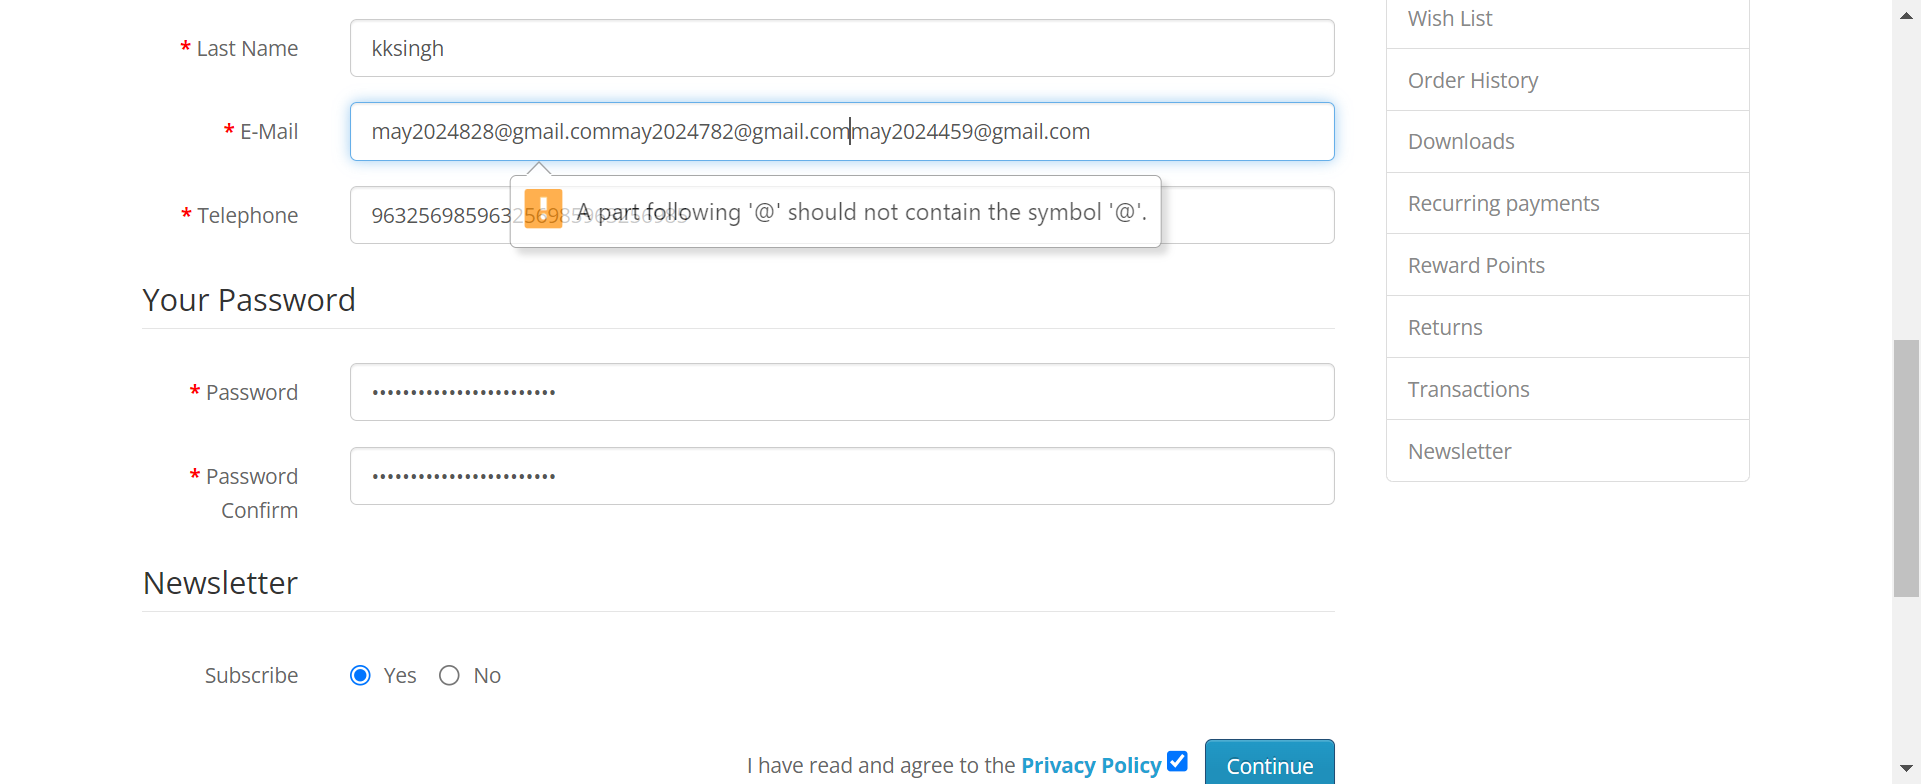 * Last Name
kksingh
* E-Mail
may2024828@gmail.commay2024782@gmail.commay2024459@gmail.com
A part following '@' should not contain the symbol '@'.
* Telephone
Your Password
* Password
* Password
Confirm
Newsletter
Subscribe
Yes
No
I have read and agree to the Privacy Policy
Continue
Wish List
Order History
Downloads
Recurring payments
Reward Points
Returns
Transactions
Newsletter